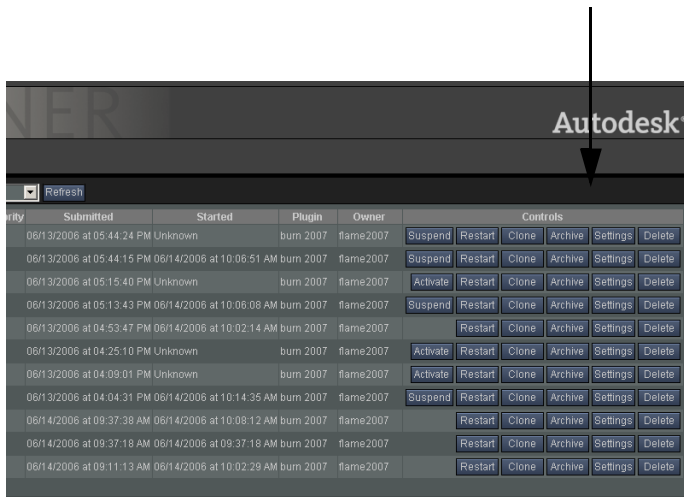 NER
Autodesk®
Refresh
ority Submitted Started Plugin Owner Controls
06/13/2006 at 05:44:24 PM Unknown burn 2007 flame2007 Suspend Restart Clone Archive Settings Delete
06/13/2006 at 05:44:15 PM 06/14/2006 at 10:06:51 AM burn 2007 flame2007 Suspend Restart Clone Archive Settings Delete
06/13/2006 at 05:15:40 PM Unknown burn 2007 flame2007 Activate Restart Clone Archive Settings Delete
06/13/2006 at 05:13:43 PM 06/14/2006 at 10:06:08 AM burn 2007 flame2007 Suspend Restart Clone Archive Settings Delete
06/13/2006 at 04:53:47 PM 06/14/2006 at 10:02:14 AM burn 2007 flame2007 Restart Clone Archive Settings Delete
06/13/2006 at 04:25:10 PM Unknown burn 2007 flame2007 Activate Restart Clone Archive Settings Delete
06/13/2006 at 04:09:01 PM Unknown burn 2007 flame2007 Activate Restart Clone Archive Settings Delete
06/13/2006 at 04:04:31 PM 06/14/2006 at 10:14:35 AM burn 2007 flame2007 Suspend Restart Clone Archive Settings Delete
06/14/2006 at 09:37:38 AM 06/14/2006 at 10:08:12 AM burn 2007 flame2007 Restart Clone Archive Settings Delete
06/14/2006 at 09:37:18 AM 06/14/2006 at 09:37:18 AM burn 2007 flame2007 Restart Clone Archive Settings Delete
06/14/2006 at 09:11:13 AM 06/14/2006 at 10:02:29 AM burn 2007 flame2007 Restart Clone Archive Settings Delete